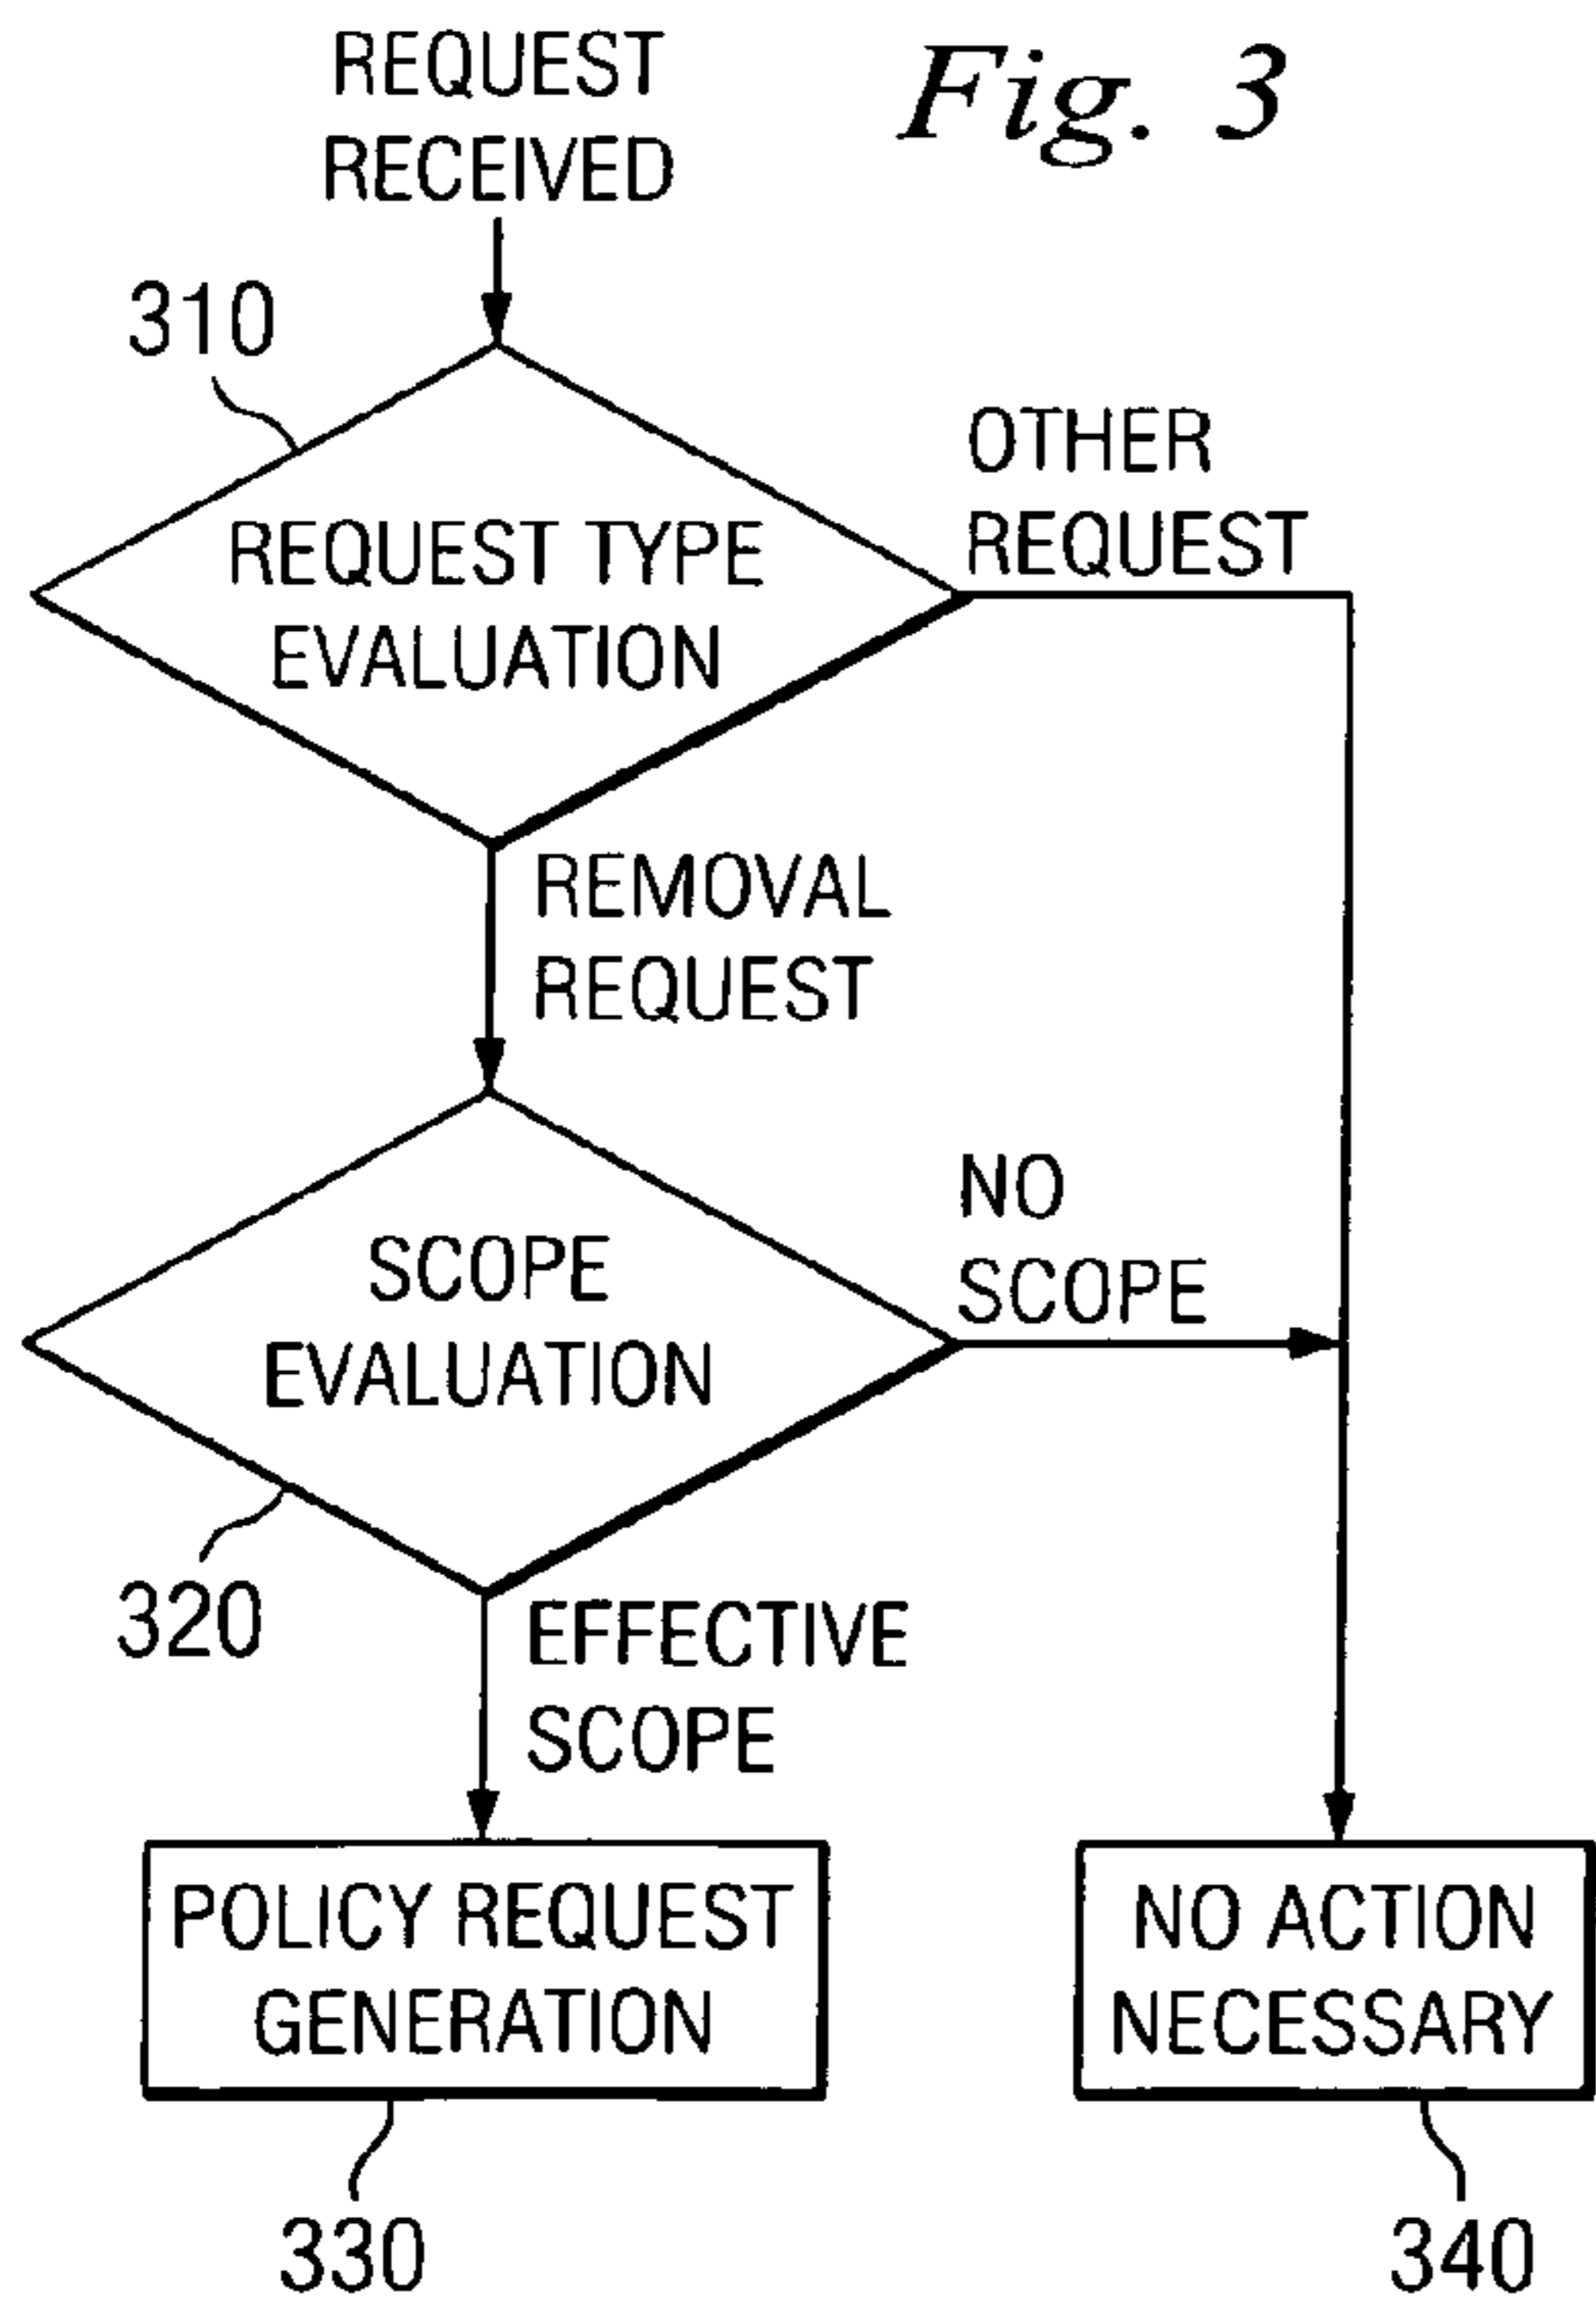 REQUEST
RECEIVED
Fig. 3
310
REQUEST TYPE
EVALUATION
OTHER
REQUEST
REMOVAL
REQUEST
SCOPE
EVALUATION
NO
SCOPE
320
EFFECTIVE
SCOPE
POLICY REQUEST
GENERATION
NO ACTION
NECESSARY
330
340